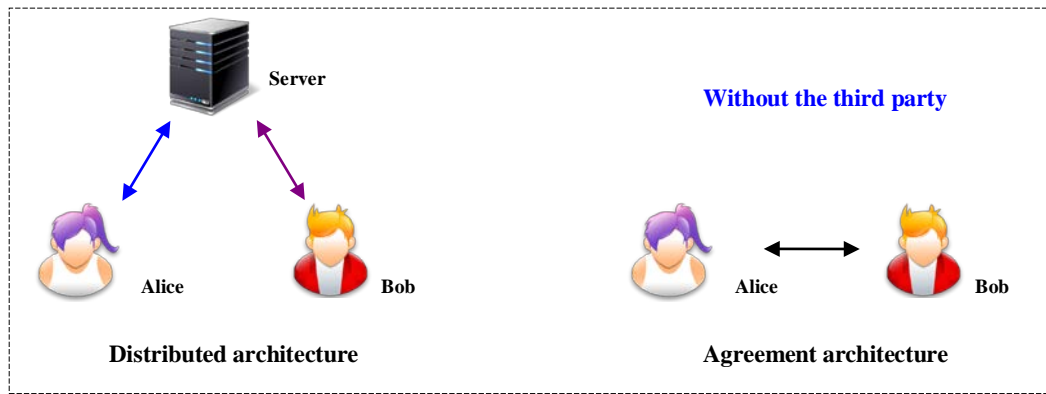 Server
Without the third party
Alice
Bob
Alice
Bob
Distributed architecture
Agreement architecture